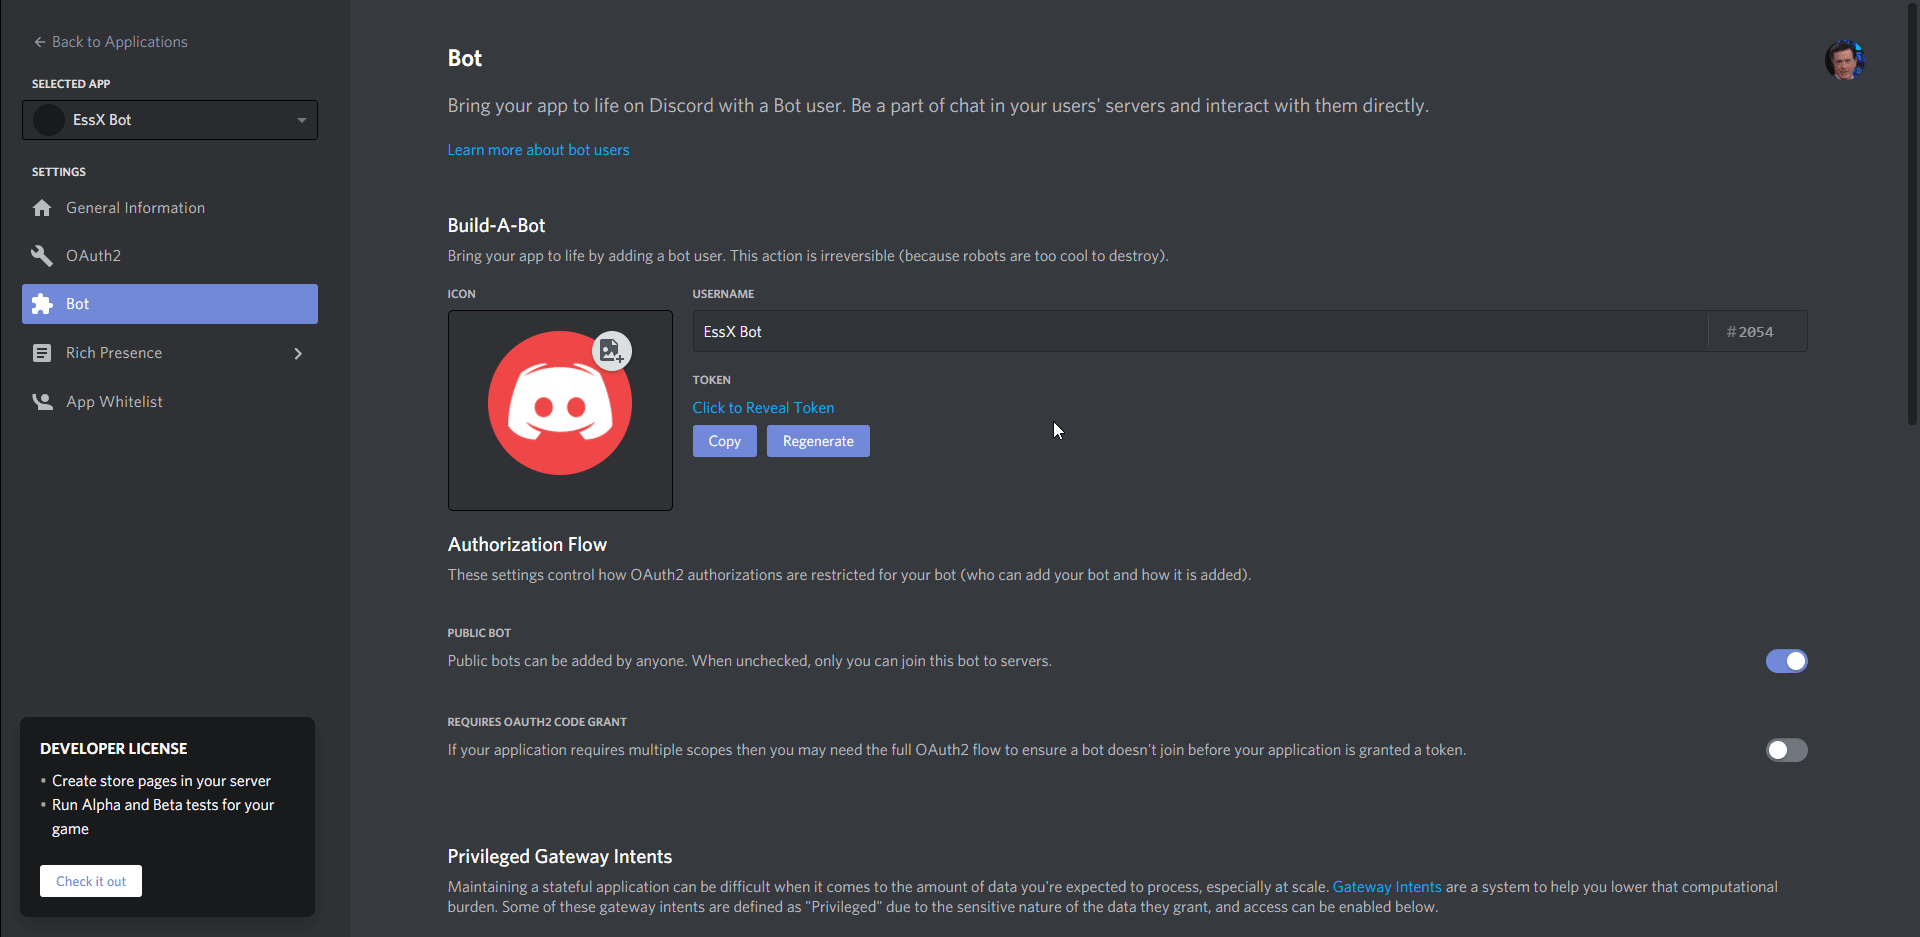 Back to Applications
SELECTED APP
EssX Bot
SETTINGS
General Information
OAuth2
Bot
Rich Presence
App Whitelist
DEVELOPER LICENSE
• Create store pages in your server
• Run Alpha and Beta tests for your
game
Check it out
Bot
Bring your app to life on Discord with a Bot user. Be a part of chat in your users' servers and interact with them directly.
Learn more about bot users
Build-A-Bot
Bring your app to life by adding a bot user. This action is irreversible (because robots are too cool to destroy).
ICON
USERNAME
EssX Bot #2054
TOKEN
Click to Reveal Token
Copy Regenerate
Authorization Flow
These settings control how OAuth2 authorizations are restricted for your bot (who can add your bot and how it is added).
PUBLIC BOT
Public bots can be added by anyone. When unchecked, only you can join this bot to servers.
REQUIRES OAUTH2 CODE GRANT
If your application requires multiple scopes then you may need the full OAuth2 flow to ensure a bot doesn't join before your application is granted a token.
Privileged Gateway Intents
Maintaining a stateful application can be difficult when it comes to the amount of data you're expected to process, especially at scale. Gateway Intents are a system to help you lower that computational
burden. Some of these gateway intents are defined as "Privileged" due to the sensitive nature of the data they grant, and access can be enabled below.